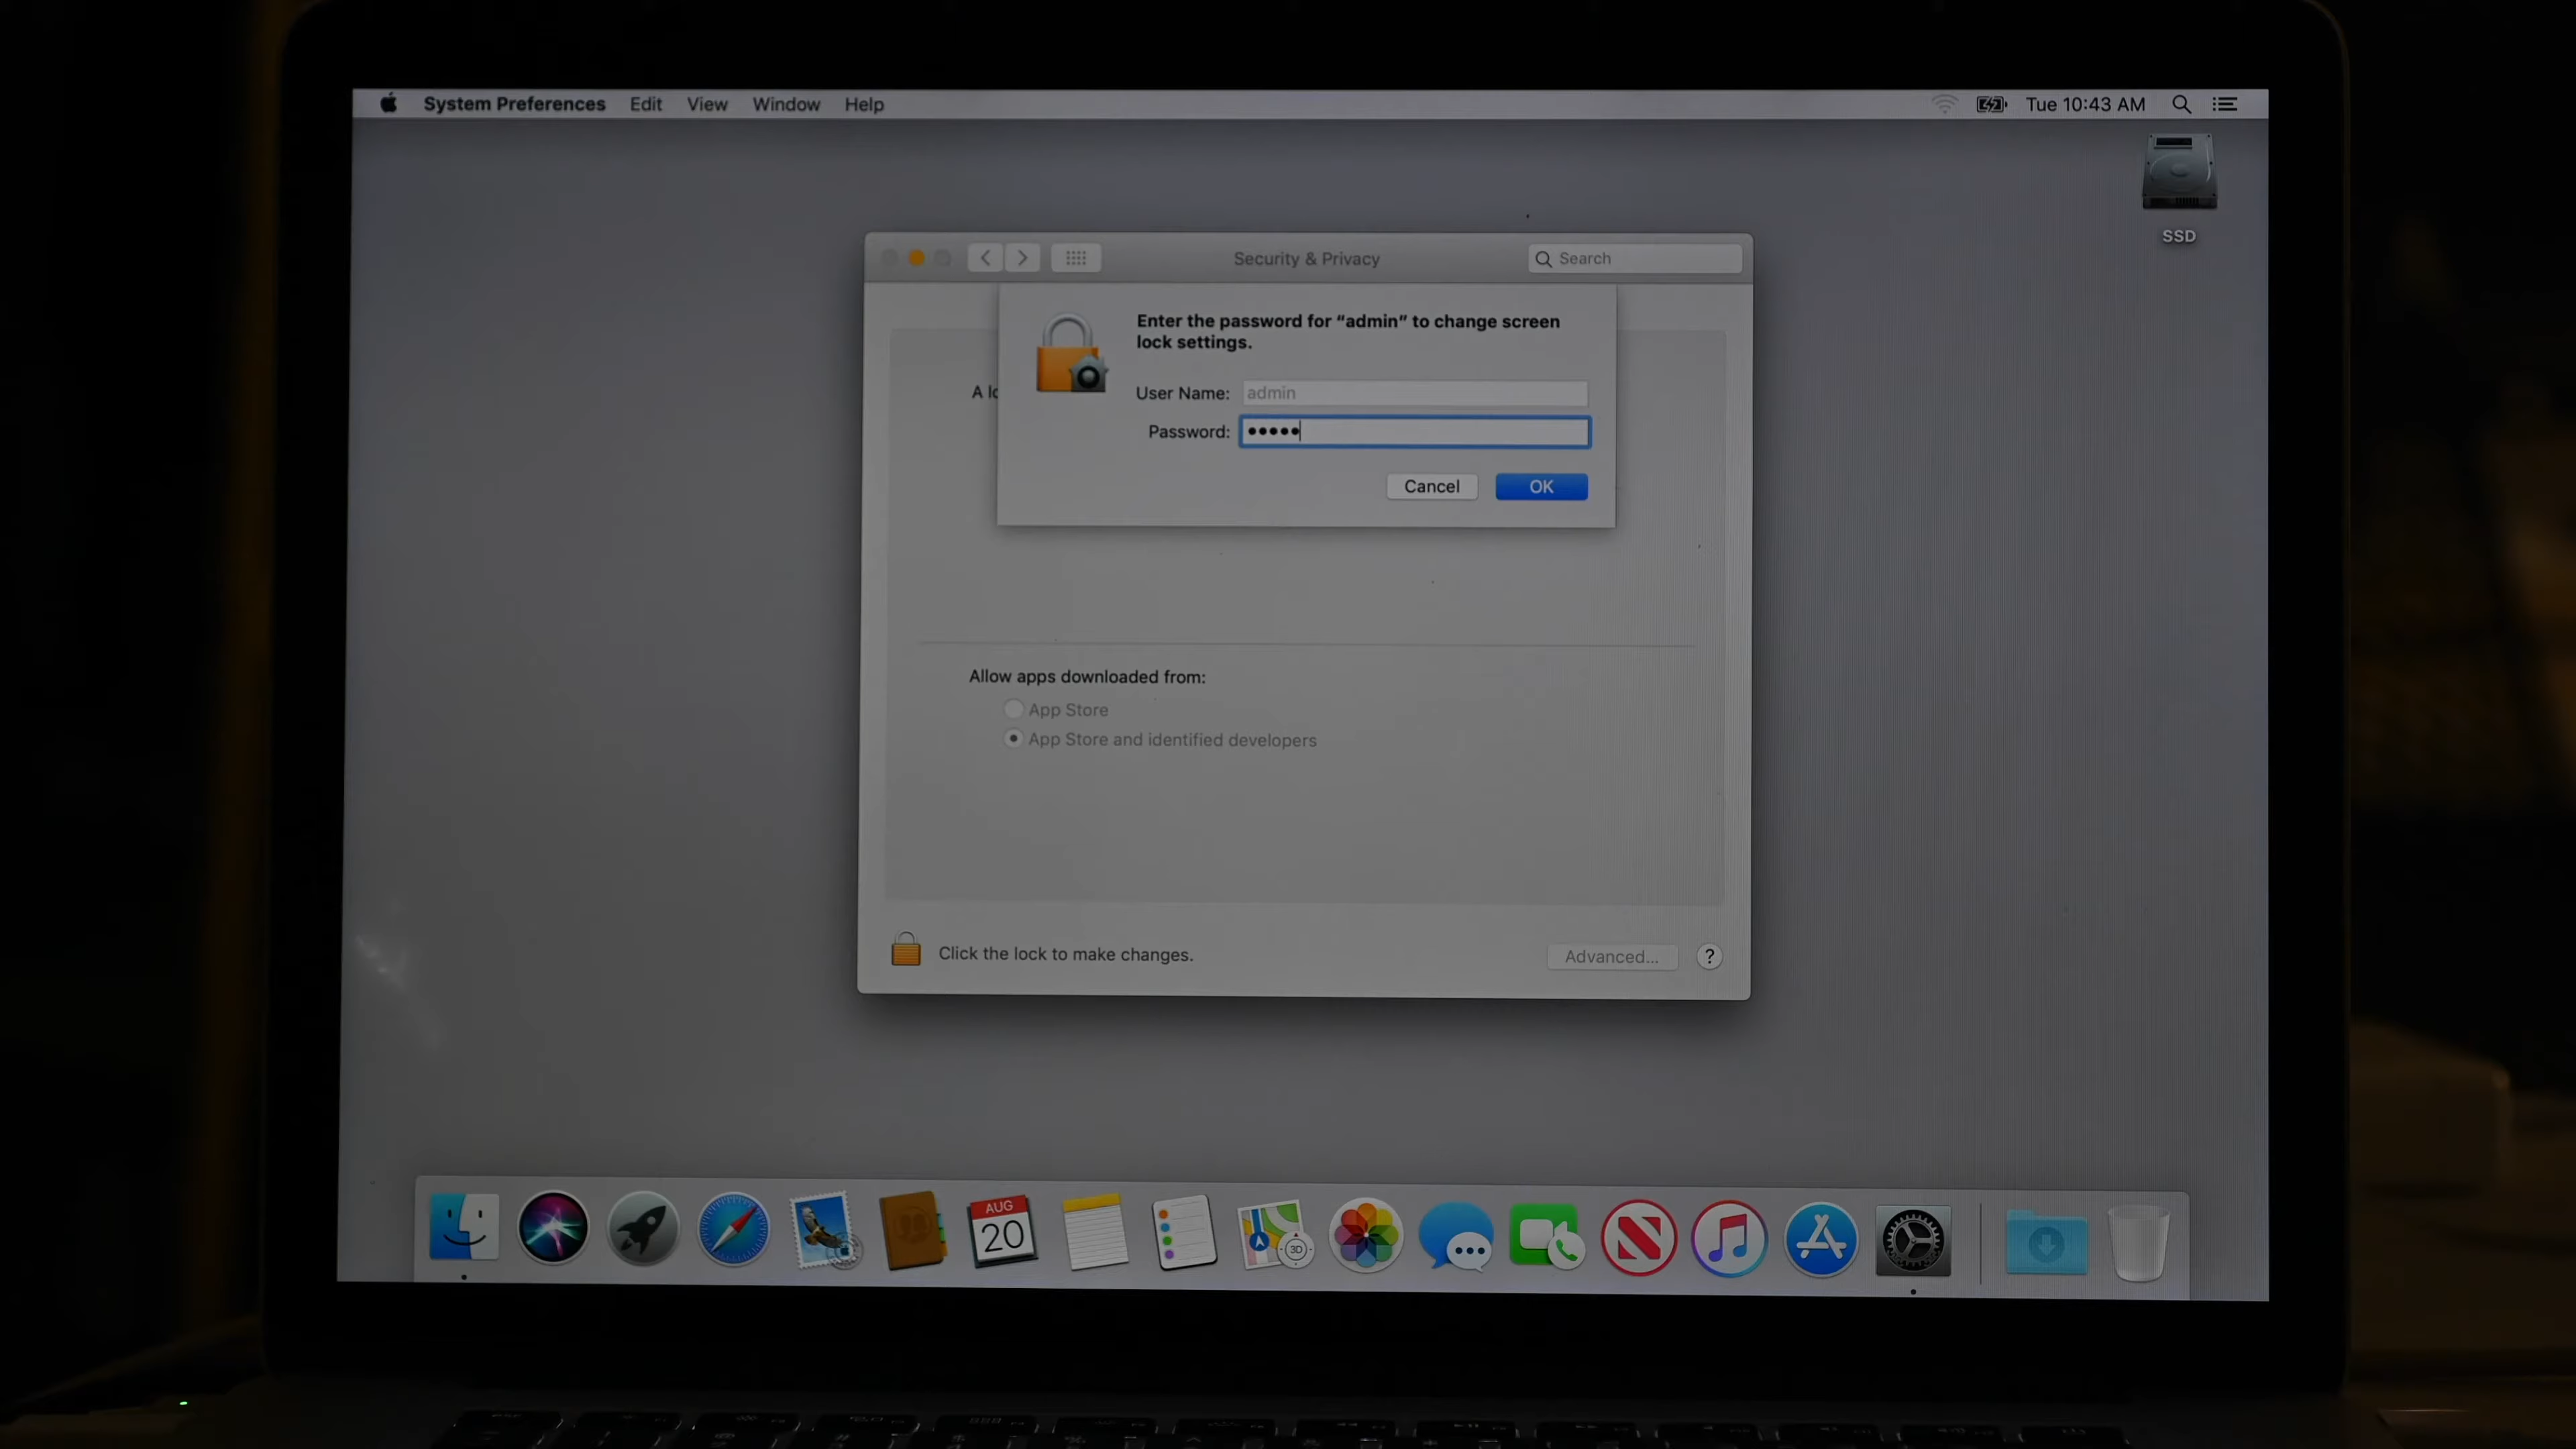 System Preferences Edit View Window Help
Tue 10:43 AM
SSD
Security & Privacy
Search
Enter the password for “admin” to change screen
lock settings.
A lo
User Name: admin
Password: •••••
Cancel OK
Allow apps downloaded from:
App Store
App Store and identified developers
Click the lock to make changes.
Advanced... ?
AUG
20
3D